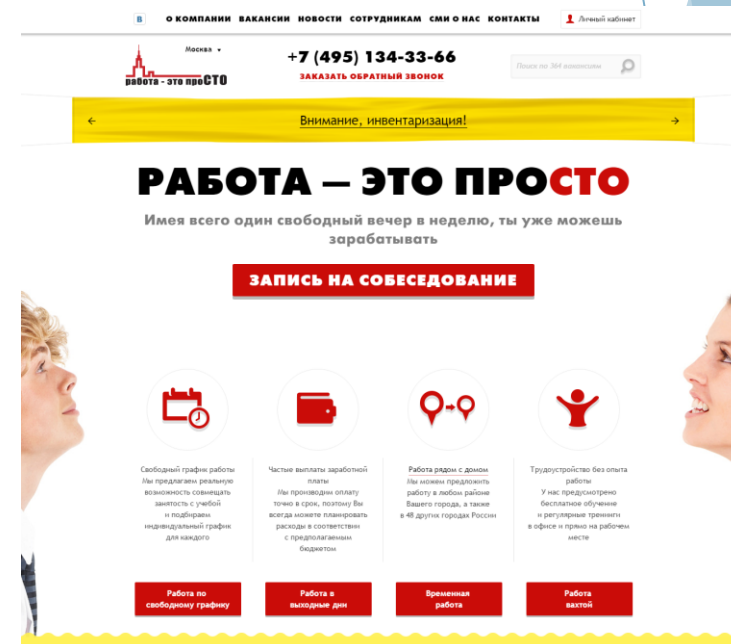 В О КОМПАНИИ ВАКАНСИИ НОВОСТИ СОТРУДНИКАМ СМИ О НАС КОНТАКТЫ Личный кабинет
Москва
+7 (495) 134-33-66
ЗАКАЗАТЬ ОБРАТНЫЙ ЗВОНОК
Поиск по 364 вакансиям
работа - это проСТО
Внимание, инвентаризация!
РАБОТА — ЭТО ПРОСТО
Имея всего один свободный вечер в неделю, ты уже можешь
зарабатывать
ЗАПИСЬ НА СОБЕСЕДОВАНИЕ
Свободный график работы
Мы предлагаем реальную
возможность совмещать
занятость с учебой
и подбираем
индивидуальный график
для каждого
Частые выплаты заработной
платы
Мы производим оплату
точно в срок, поэтому Вы
всегда можете планировать
расходы в соответствии
с предполагаемым
бюджетом
Работа рядом с домом
Мы можем предложить
работу в любом районе
Вашего города, а также
в 48 других городах России
Трудоустройство без опыта
работы
У нас предусмотрено
бесплатное обучение
и регулярные тренинги
в офисе и прямо на рабочем
месте
Работа по
свободному графику
Работа в
выходные дни
Временная
работа
Работа
вахтой